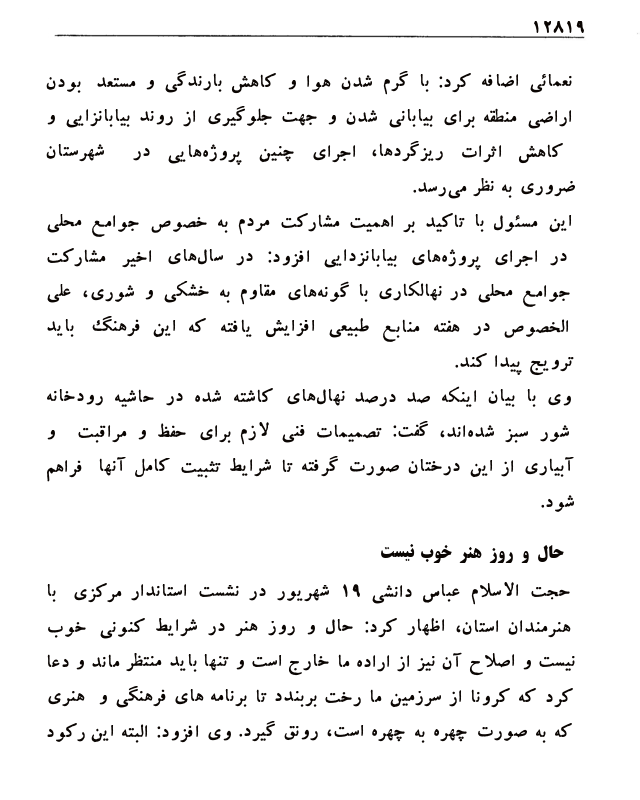 ۱۲۸۱۹
نعمائی اضافه کرد: با گرم شدن هوا و کاهش بارندگی و مستعد بودن
اراضی منطقه برای بیابانی شدن و جهت جلوگیری از روند بیابانزایی و
کاهش اثرات ریزگردها، اجرای چنین پروژه‌هایی در شهرستان
ضروری به نظر می‌رسد.
این مسئول با تاکید بر اهمیت مشارکت مردم به خصوص جوامع محلی
در اجرای پروژه‌های بیابانزدایی افزود: در سال‌های اخیر مشارکت
جوامع محلی در نهالکاری با گونه‌های مقاوم به خشکی و شوری، علی
الخصوص در هفته منابع طبیعی افزایش یافته که این فرهنگ باید
ترویج پیدا کند.
وی با بیان اینکه صد درصد نهال‌های کاشته شده در حاشیه رودخانه
شور سبز شده‌اند، گفت: تصمیمات فنی لازم برای حفظ و مراقبت و
آبیاری از این درختان صورت گرفته تا شرایط تثبیت کامل آنها فراهم
شود.
حال و روز هنر خوب نیست
حجت الاسلام عباس دانشی ۱۹ شهریور در نشست استاندار مرکزی با
هنرمندان استان، اظهار کرد: حال و روز هنر در شرایط کنونی خوب
نیست و اصلاح آن نیز از اراده ما خارج است و تنها باید منتظر ماند و دعا
کرد که کرونا از سرزمین ما رخت بربندد تا برنامه های فرهنگی و هنری
که به صورت چهره به چهره است، رونق گیرد. وی افزود: البته این رکود